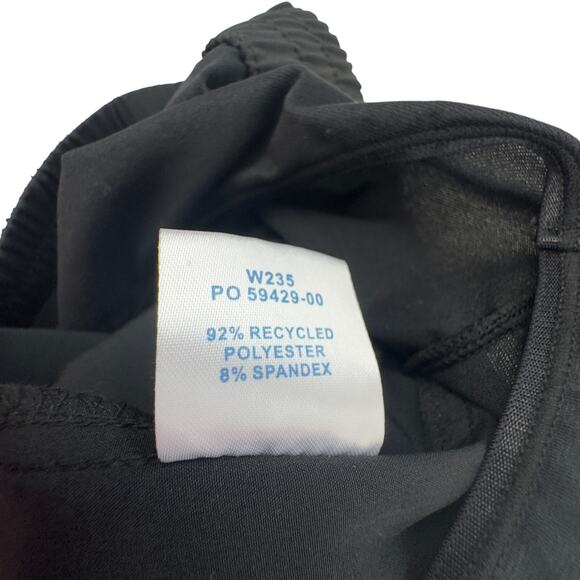 W235
PO 59429-00
92% RECYCLED
POLYESTER
8% SPANDEX